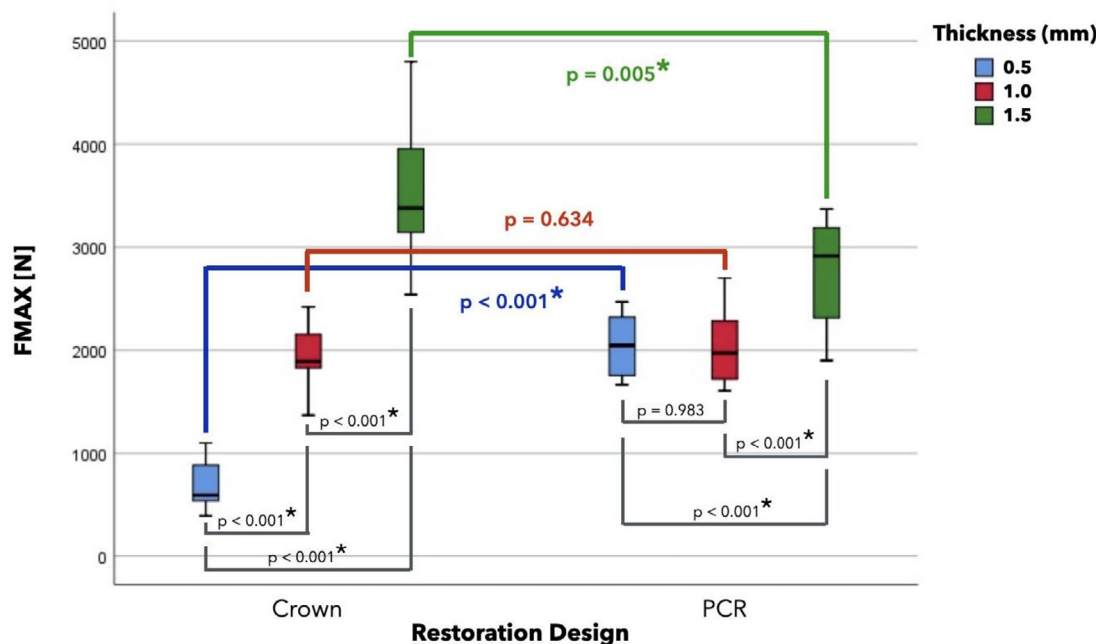 Thickness (mm)
0.5
1.0
1.5
5000
4000
3000
2000
1000
0
FMAX [N]
p = 0.005*
p = 0.634
p < 0.001*
p < 0.001*
p = 0.983
p < 0.001*
p < 0.001*
p < 0.001*
p < 0.001*
Crown
PCR
Restoration Design